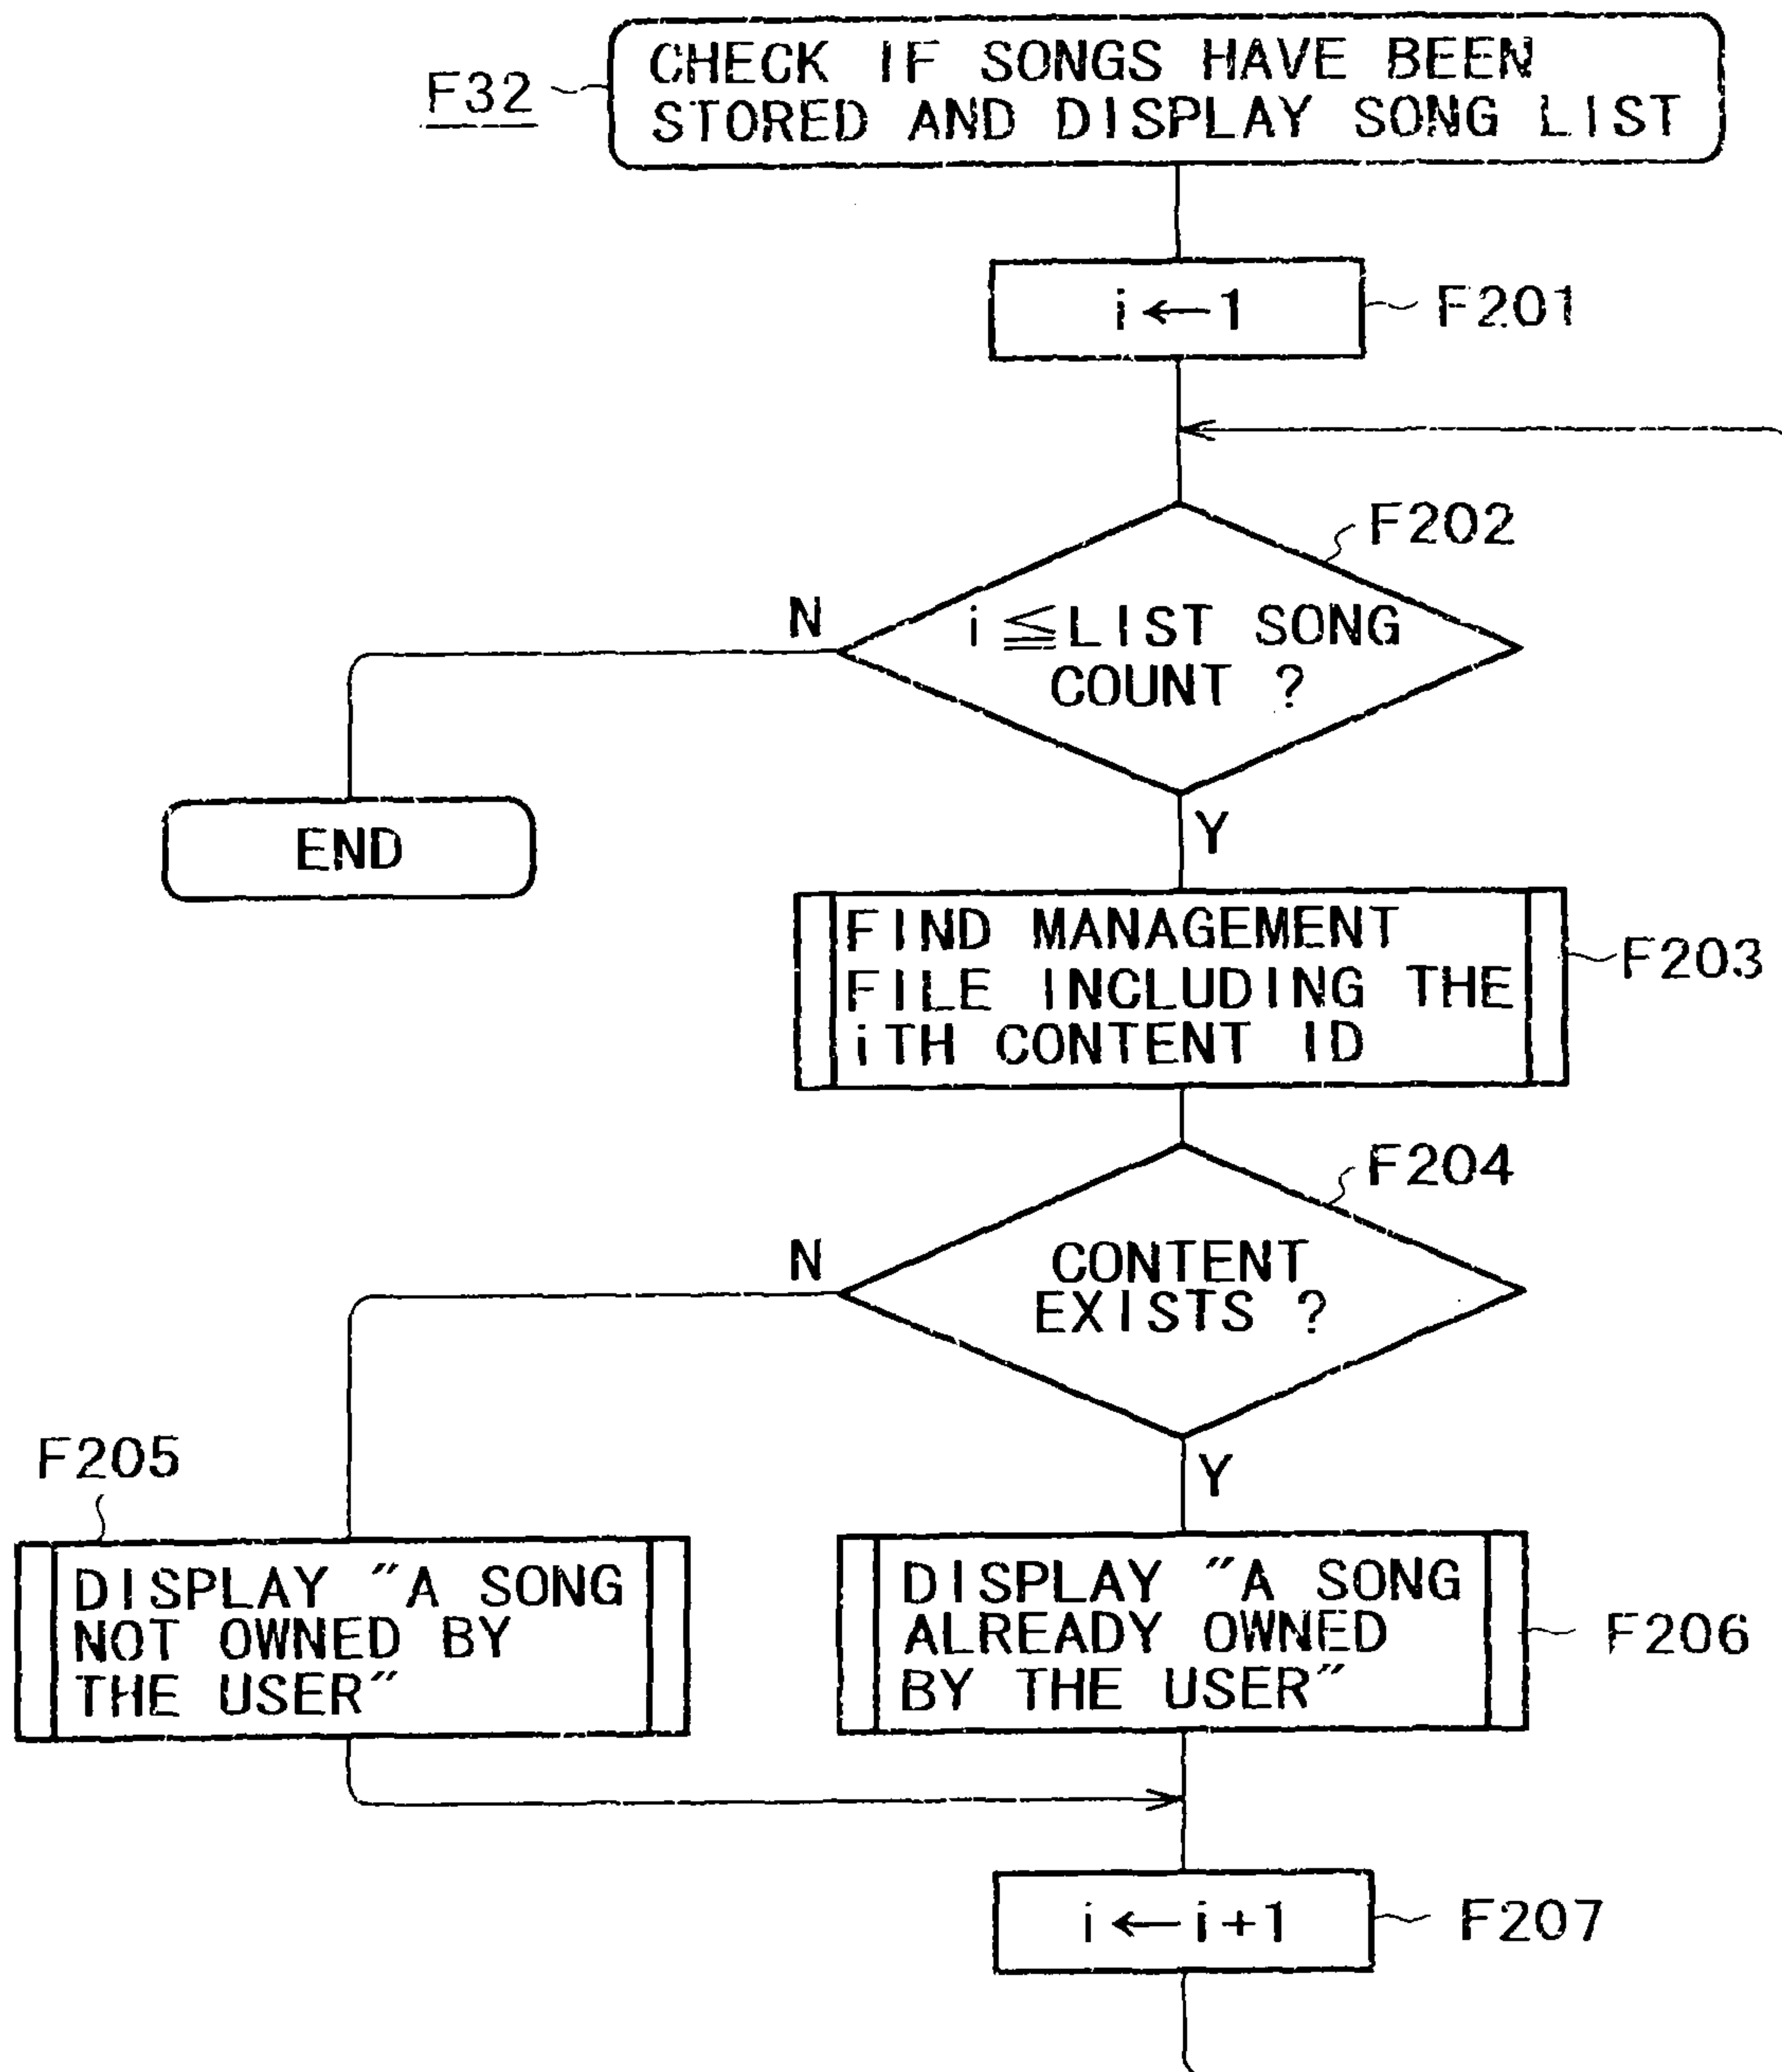 F32
CHECK IF SONGS HAVE BEEN
STORED AND DISPLAY SONG LIST
i←1
F201
F202
N
i≦LIST SONG
COUNT ?
END
Y
FIND MANAGEMENT
FILE INCLUDING THE
iTH CONTENT ID
F203
F204
N
CONTENT
EXISTS ?
Y
F205
DISPLAY "A SONG
NOT OWNED BY
THE USER"
DISPLAY "A SONG
ALREADY OWNED
BY THE USER"
F206
i←i+1
F207